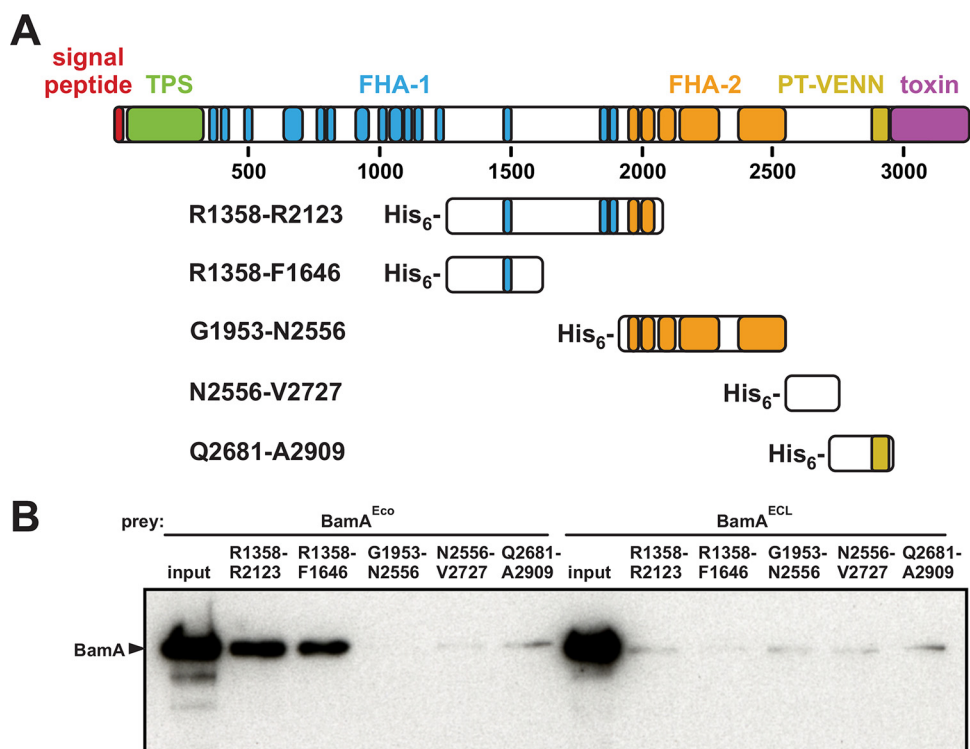 A
signal
peptide TPS FHA-1 FHA-2 PT-VENN toxin
500 1000 1500 2000 2500 3000
R1358-R2123 His6-
R1358-F1646 His6-
G1953-N2556 His6-
N2556-V2727 His6-
Q2681-A2909 His6-
B
prey: BamAEco BamAECL
R1358- R1358- G1953- N2556- Q2681- R1358- R1358- G1953- N2556- Q2681-
input R2123 F1646 N2556 V2727 A2909 input R2123 F1646 N2556 V2727 A2909
BamA